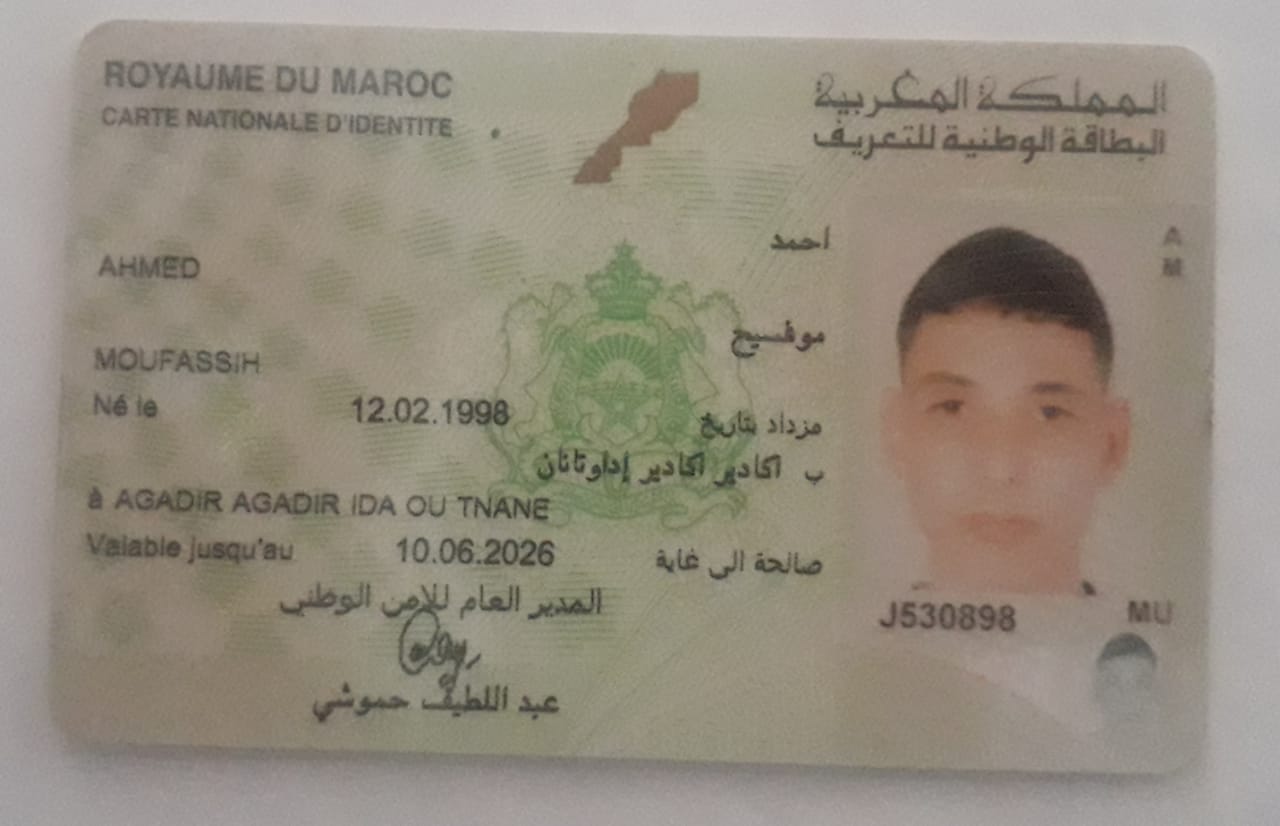 ROYAUME DU MAROC
المملكة المغربية
CARTE NATIONALE D'IDENTITE
البطاقة الوطنية للتعريف
احمد
AHMED
A
M
موفسيح
MOUFASSIH
Né le 12.02.1998 مزداد بتاريخ
ب اكادير اكادير إداوتانان
à AGADIR AGADIR IDA OU TNANE
Valable jusqu'au 10.06.2026 صالحة الى غاية
المدير العام للأمن الوطني
J530898 MU
عبد اللطيف حموشي